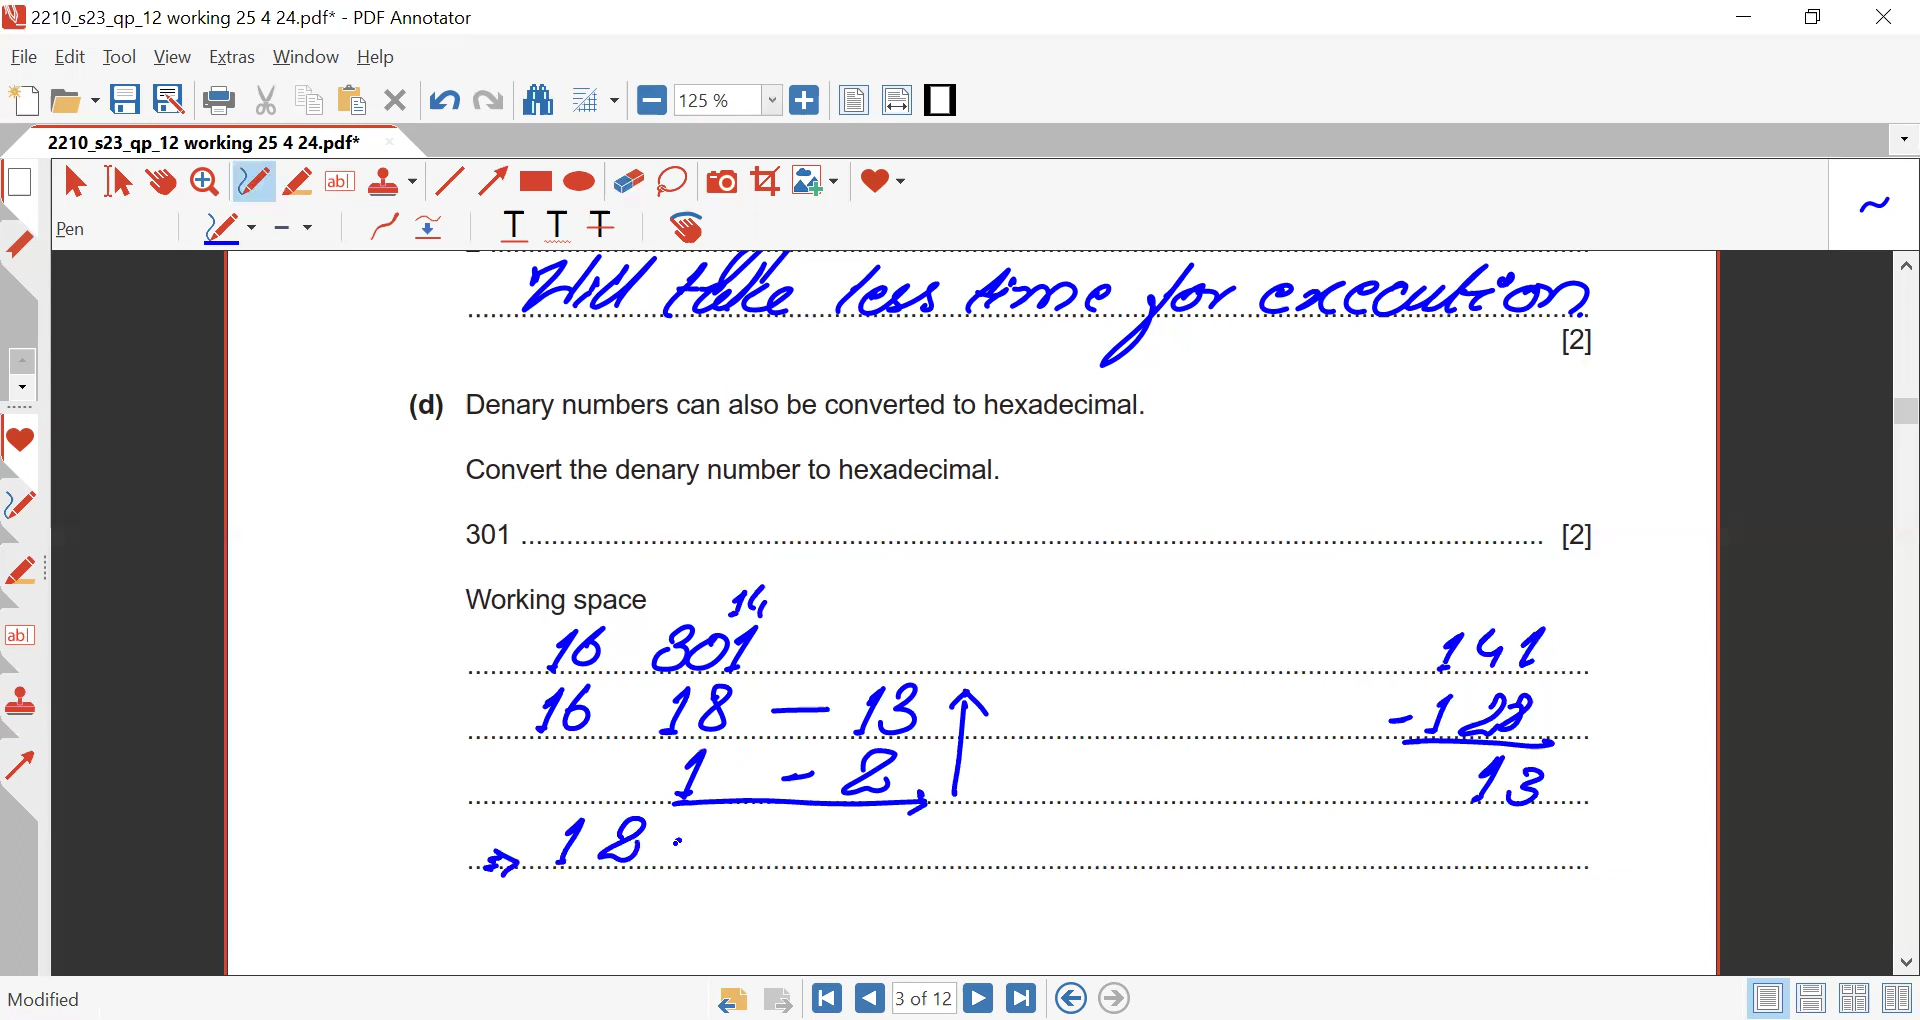 2210_s23_qp_12 working 25 4 24.pdf* - PDF Annotator
File Edit Tool View Extras Window Help
125 %
2210_s23_qp_12 working 25 4 24.pdf*
ab|
T T T
Pen
Will take less time for execution.
[2]
(d) Denary numbers can also be converted to hexadecimal.
Convert the denary number to hexadecimal.
301 [2]
Working space 14
16 301 141
16 18 — 13 - 128
1 - 2 13
⇒ 12
ab|
Modified 3 of 12